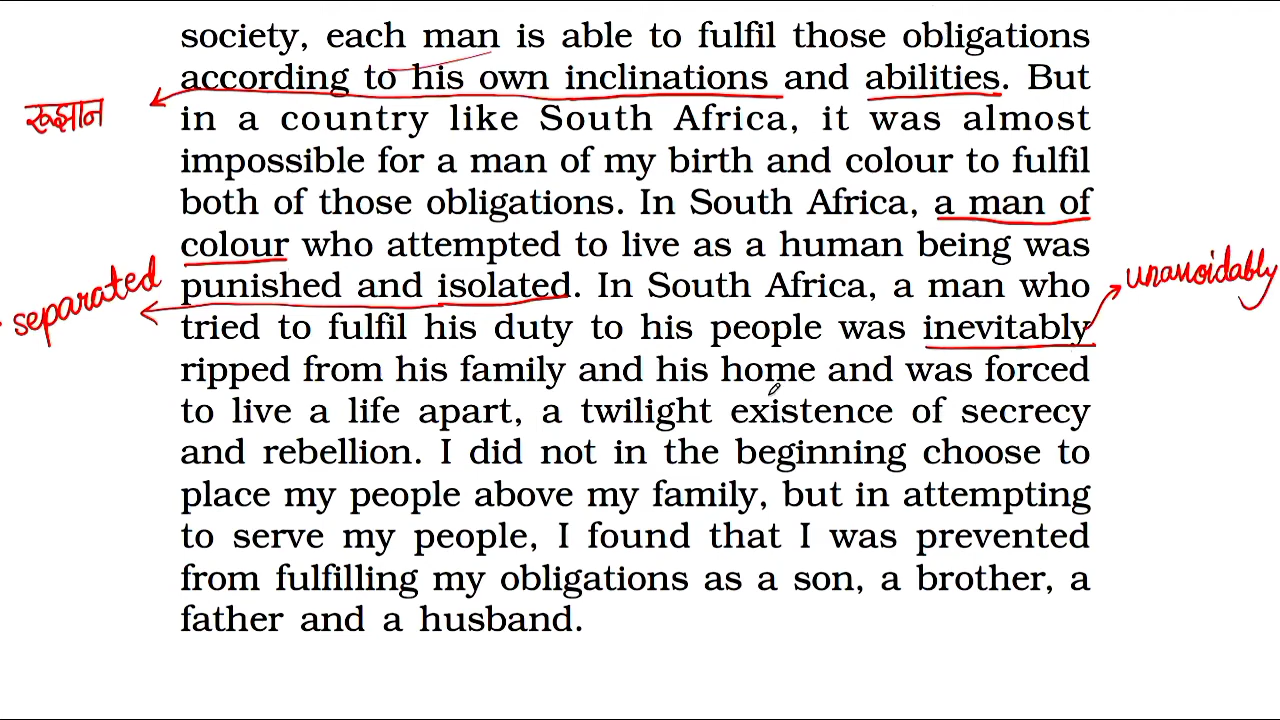 society, each man is able to fulfil those obligations
according to his own inclinations and abilities. But
रूझान
in a country like South Africa, it was almost
impossible for a man of my birth and colour to fulfil
both of those obligations. In South Africa, a man of
colour who attempted to live as a human being was
unavoidably
separated
punished and isolated. In South Africa, a man who
tried to fulfil his duty to his people was inevitably
ripped from his family and his home and was forced
to live a life apart, a twilight existence of secrecy
and rebellion. I did not in the beginning choose to
place my people above my family, but in attempting
to serve my people, I found that I was prevented
from fulfilling my obligations as a son, a brother, a
father and a husband.